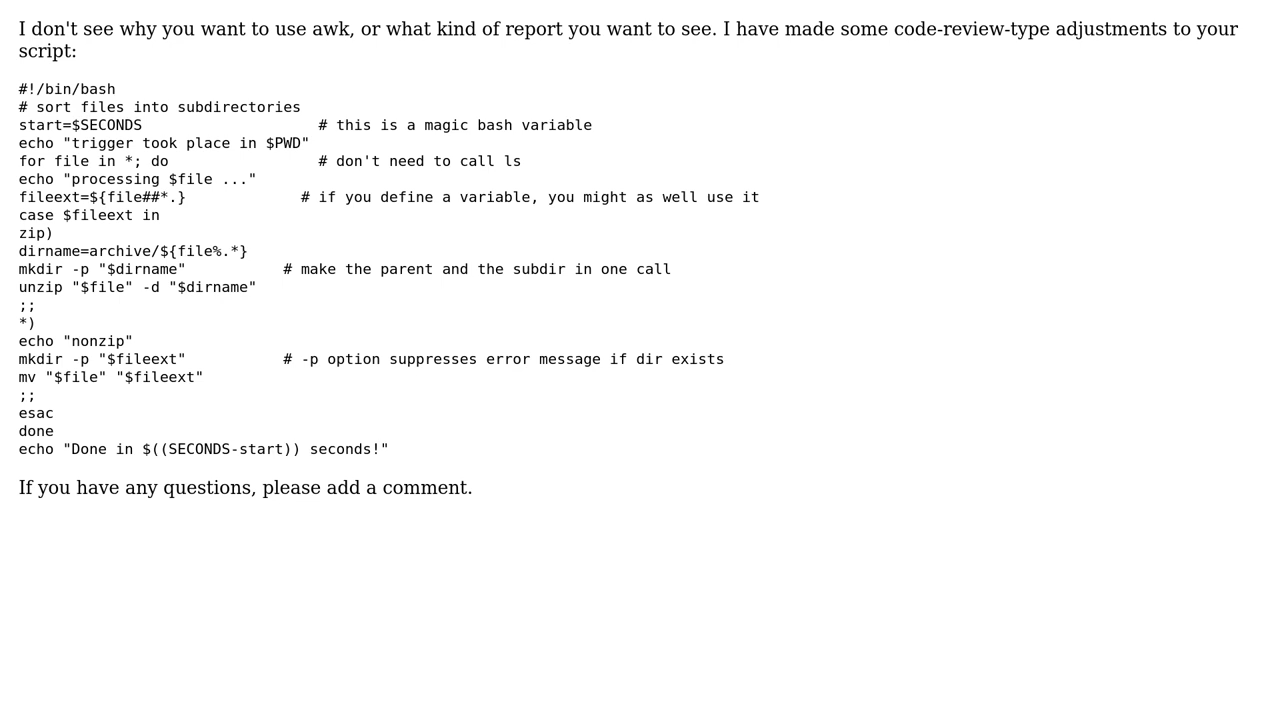 I don't see why you want to use awk, or what kind of report you want to see. I have made some code-review-type adjustments to your
script:
#!/bin/bash
# sort files into subdirectories
start=$SECONDS                    # this is a magic bash variable
echo "trigger took place in $PWD"
for file in *; do                 # don't need to call ls
echo "processing $file ..."
fileext=${file##*.}             # if you define a variable, you might as well use it
case $fileext in
zip)
dirname=archive/${file%.*}
mkdir -p "$dirname"           # make the parent and the subdir in one call
unzip "$file" -d "$dirname"
;;
*)
echo "nonzip"
mkdir -p "$fileext"           # -p option suppresses error message if dir exists
mv "$file" "$fileext"
;;
esac
done
echo "Done in $((SECONDS-start)) seconds!"
If you have any questions, please add a comment.